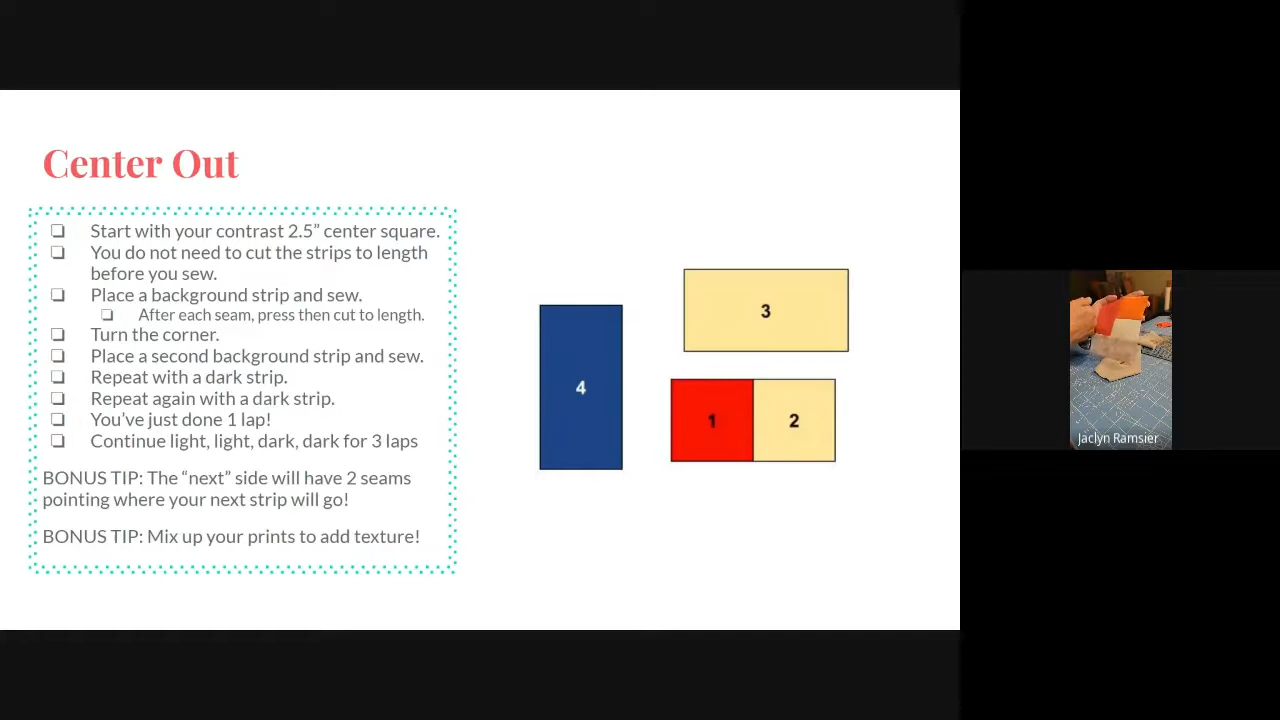 Center Out
❏ Start with your contrast 2.5” center square.
❏ You do not need to cut the strips to length
before you sew.
❏ Place a background strip and sew.
❏ After each seam, press then cut to length.
❏ Turn the corner.
❏ Place a second background strip and sew.
❏ Repeat with a dark strip.
❏ Repeat again with a dark strip.
❏ You’ve just done 1 lap!
❏ Continue light, light, dark, dark for 3 laps
BONUS TIP: The “next” side will have 2 seams
pointing where your next strip will go!
BONUS TIP: Mix up your prints to add texture!
3
4
1 2
Jaclyn Ramsier